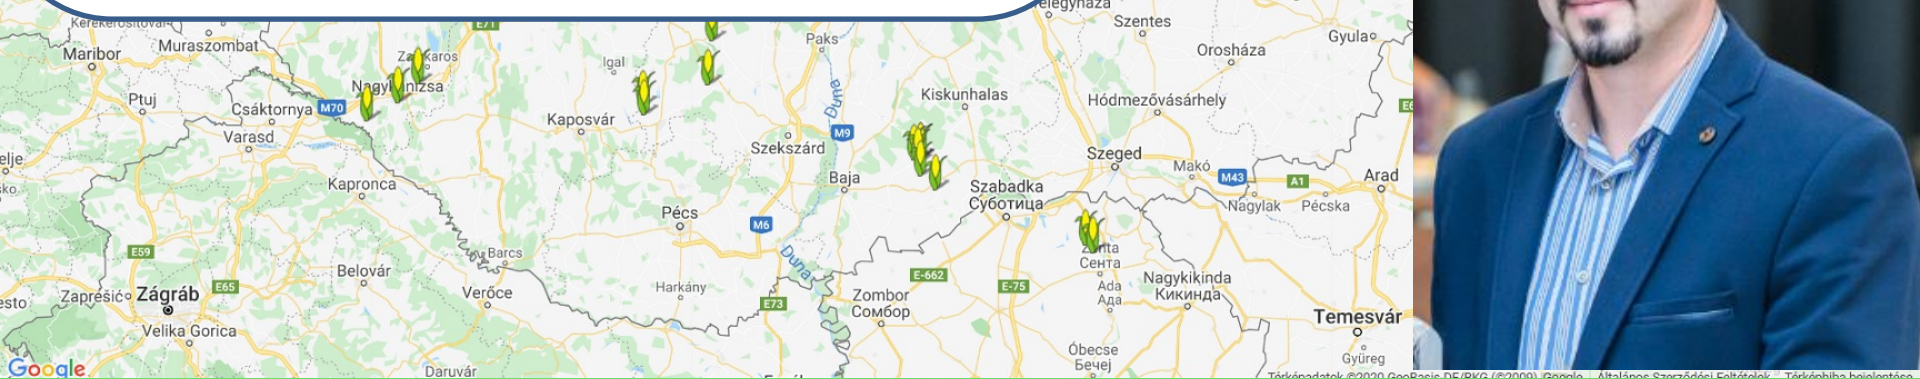 E71
Szentes
Maribor
Muraszombat
Paks
Orosháza
Gyula
Igal
Nagykanizsa
Ptuj
Csáktornya
M70
Kiskunhalas
Hódmezővásárhely
Duna
Varasd
Kaposvár
Szekszárd
M9
Szeged
Makó
M43
A1
Arad
Kapronca
Baja
Szabadka
Суботица
Nagylak
Pécska
Pécs
M6
E59
Barcs
Duna
Zenta
Сента
Belovár
E-662
E-75
Ada
Ада
Nagykikinda
Кикинда
Zaprešić
Zágráb
E65
Verőce
Harkány
E73
Zombor
Сомбор
Velika Gorica
Temesvár
Óbecse
Бечеј
Gyüreg
Google
Daruvár